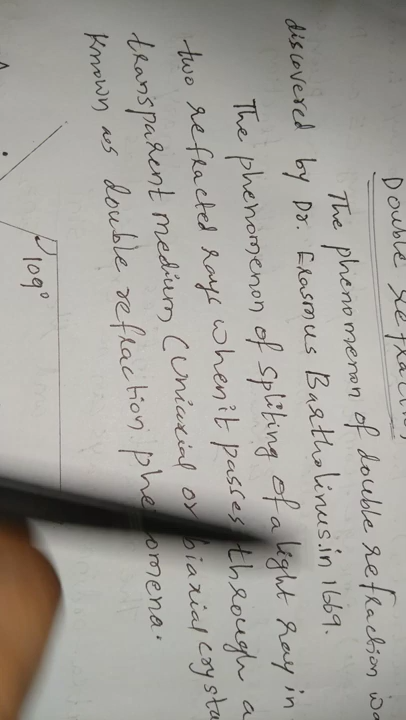 Double Refraction
The phenomenon of double refraction wa
discovered by Dr. Erasmus Bartholinus.in 1669.
The phenomenon of spliting of a light ray in
two refracted rays when it passes through a
transparent medium (Uniaxial or biaxial crysta
known as double refraction phenomena.
109°